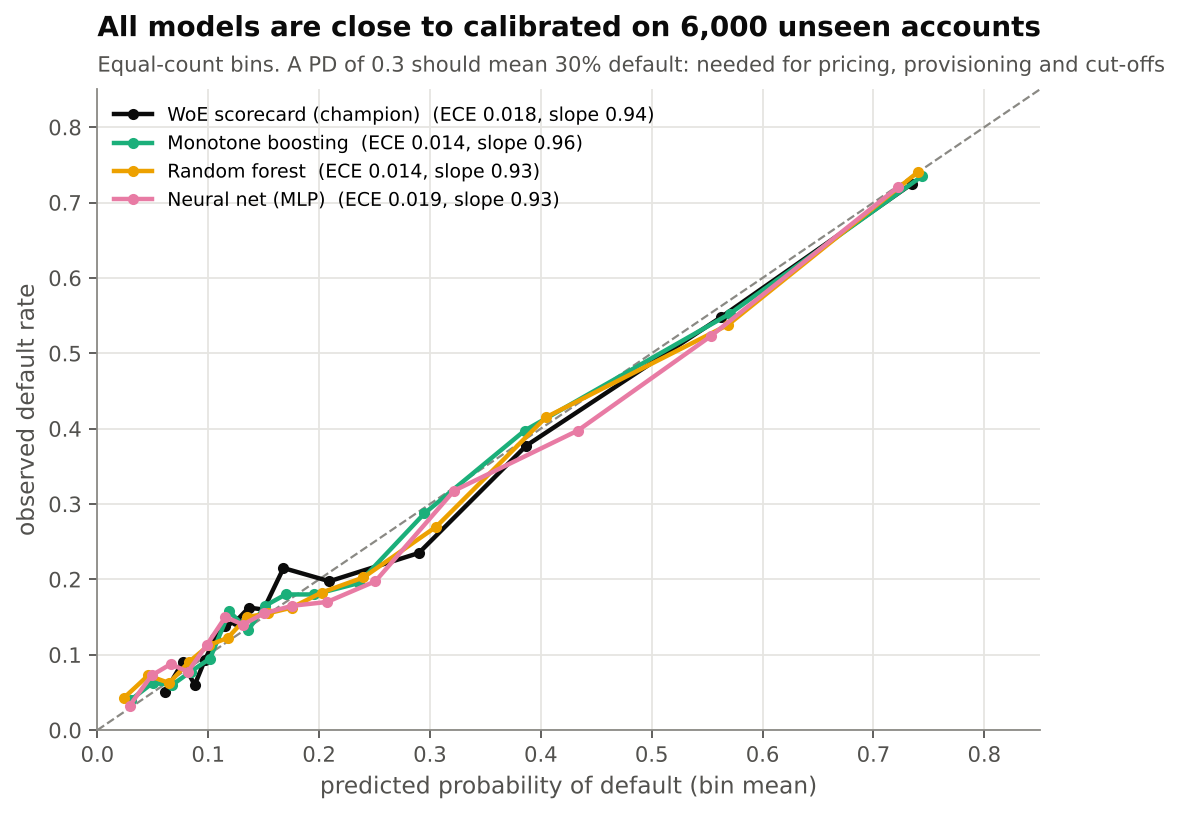 All models are close to calibrated on 6,000 unseen accounts
Equal-count bins. A PD of 0.3 should mean 30% default: needed for pricing, provisioning and cut-offs
WoE scorecard (champion)  (ECE 0.018, slope 0.94)
Monotone boosting  (ECE 0.014, slope 0.96)
Random forest  (ECE 0.014, slope 0.93)
Neural net (MLP)  (ECE 0.019, slope 0.93)
observed default rate
0.8
0.7
0.6
0.5
0.4
0.3
0.2
0.1
0.0
0.0 0.1 0.2 0.3 0.4 0.5 0.6 0.7 0.8
predicted probability of default (bin mean)